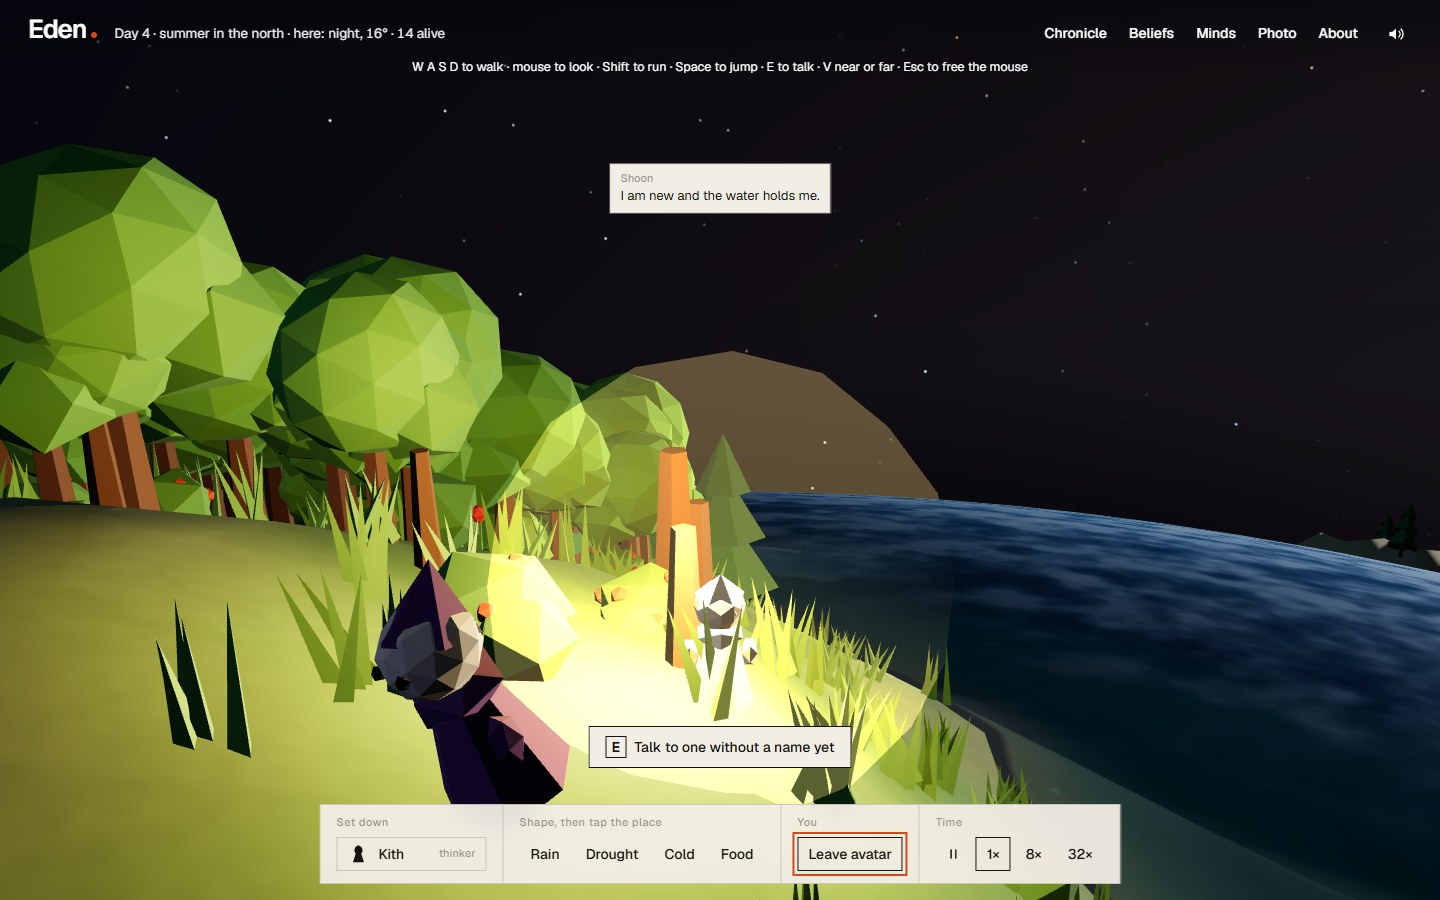 Eden.
Day 4 · summer in the north · here: night, 16° · 14 alive
Chronicle Beliefs Minds Photo About
W A S D to walk · mouse to look · Shift to run · Space to jump · E to talk · V near or far · Esc to free the mouse
Shoon
I am new and the water holds me.
E Talk to one without a name yet
Set down
Kith thinker
Shape, then tap the place
Rain Drought Cold Food
You
Leave avatar
Time
1× 8× 32×